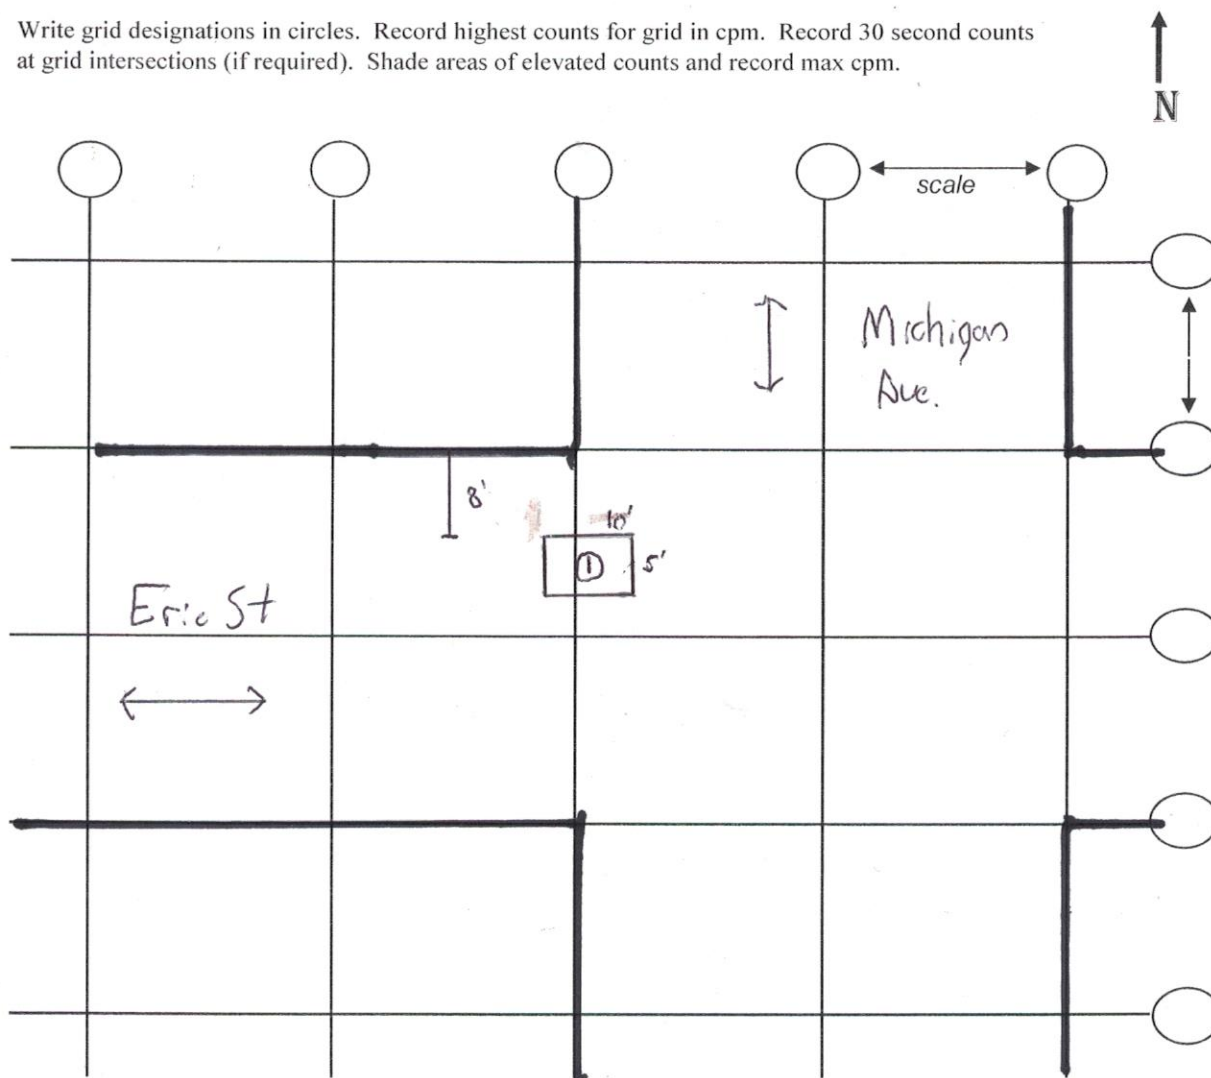 Write grid designations in circles. Record highest counts for grid in cpm. Record 30 second counts
at grid intersections (if required). Shade areas of elevated counts and record max cpm.
N
scale
Michigan
Ave.
8'
10'
1
5'
Erie St